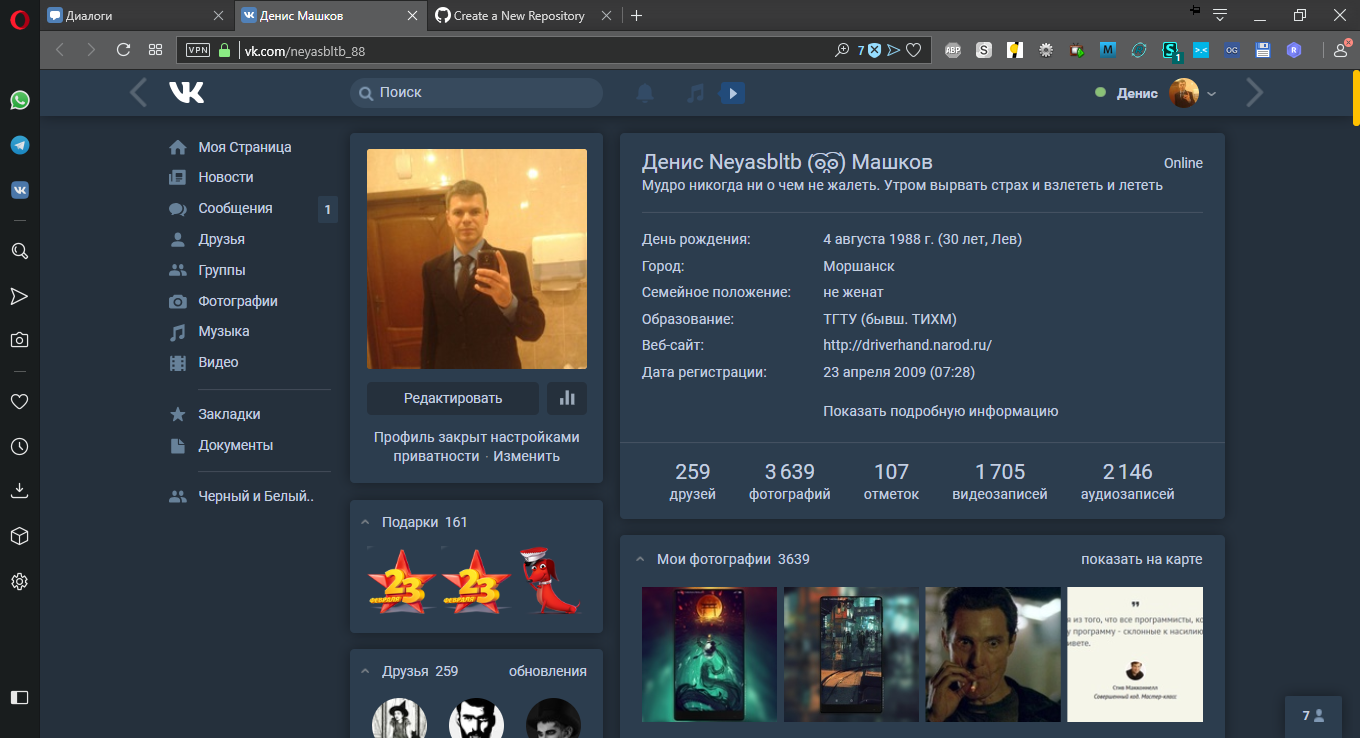 Диалоги
Денис Машков
Create a New Repository
VPN
vk.com/neyasbltb_88
7
ABP
S
M
S
1
>.<
OG
R
Поиск
Денис
Моя Страница
Новости
Сообщения 1
Друзья
Группы
Фотографии
Музыка
Видео
Закладки
Документы
Черный и Белый..
Редактировать
Профиль закрыт настройками
приватности · Изменить
Подарки 161
23
ФЕВРАЛЯ
23
ФЕВРАЛЯ
Друзья 259 обновления
Денис Neyasbltb (ʘ̯ʘ) Машков Online
Мудро никогда ни о чем не жалеть. Утром вырвать страх и взлететь и лететь
День рождения: 4 августа 1988 г. (30 лет, Лев)
Город: Моршанск
Семейное положение: не женат
Образование: ТГТУ (бывш. ТИХМ)
Веб-сайт: http://driverhand.narod.ru/
Дата регистрации: 23 апреля 2009 (07:28)
Показать подробную информацию
259 3 639 107 1 705 2 146
друзей фотографий отметок видеозаписей аудиозаписей
Мои фотографии 3639 показать на карте
”
я из того, что все программисты, ко
у программу - склонные к насилию
ивете.
Стив Макконнелл
Совершенный код. Мастер-класс
7